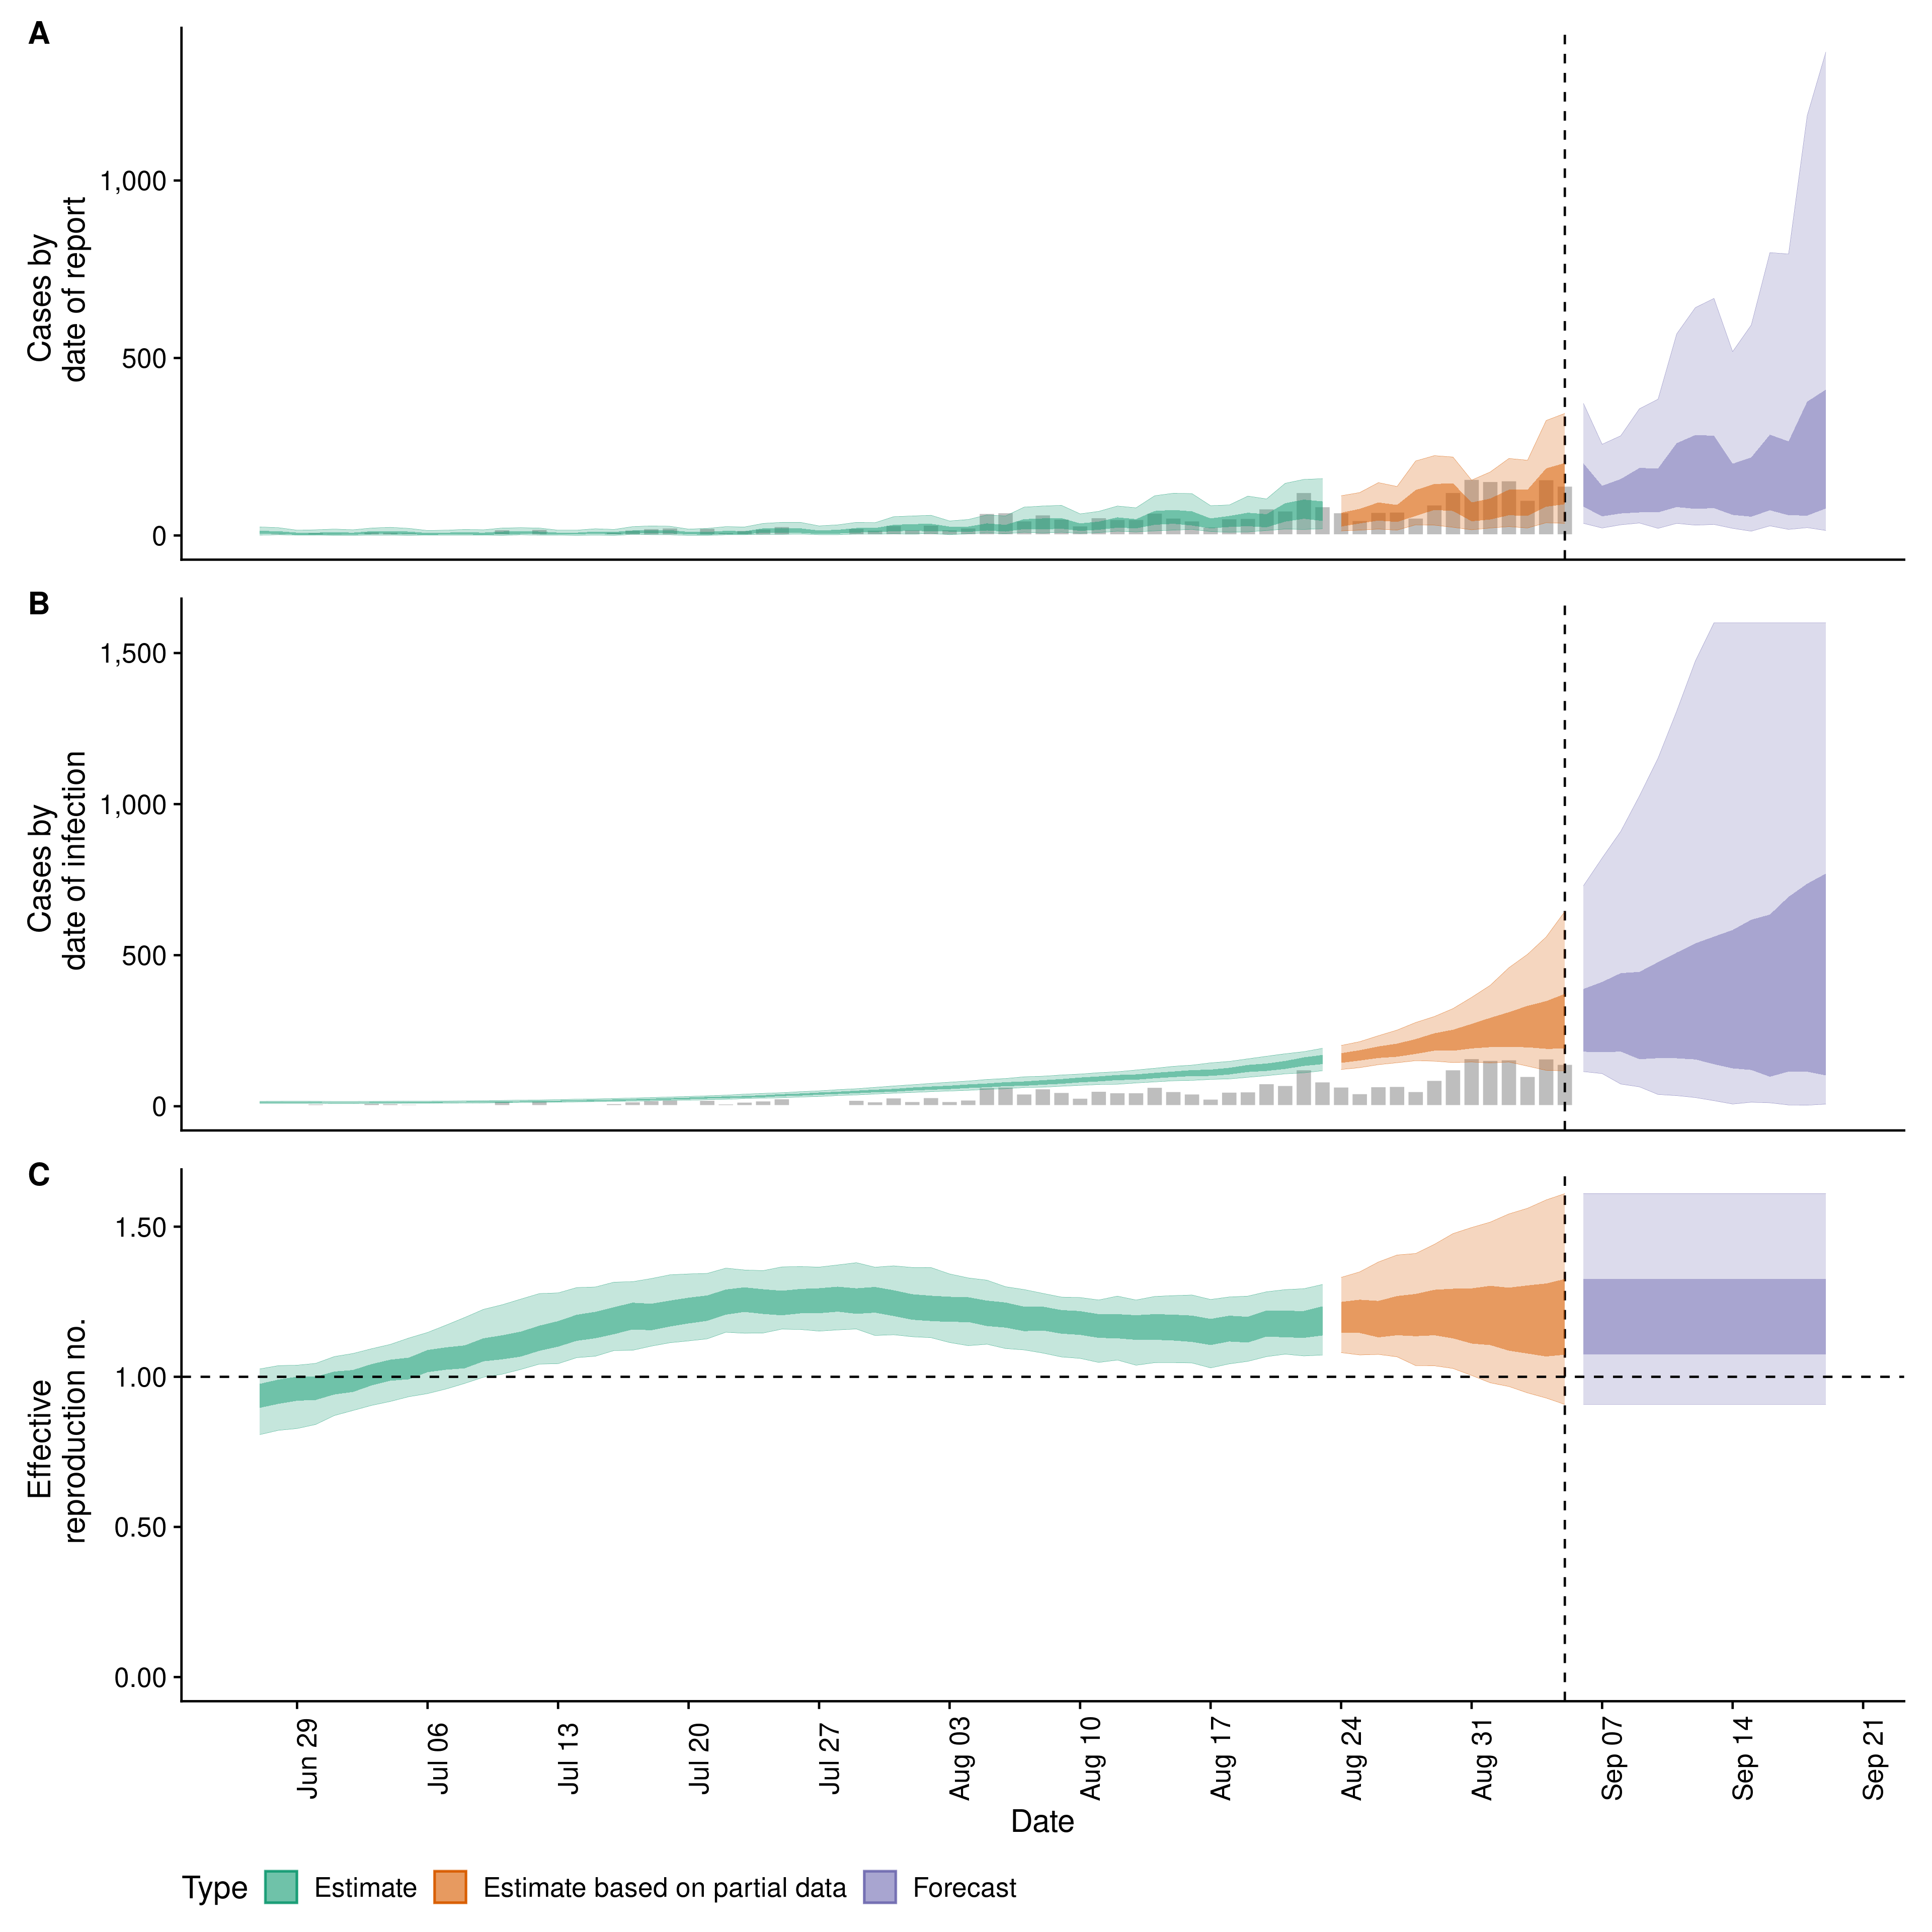 A
Cases by
date of report
1,000
500
0
B
Cases by
date of infection
1,500
1,000
500
0
C
Effective
reproduction no.
1.50
1.00
0.50
0.00
Jun 29
Jul 06
Jul 13
Jul 20
Jul 27
Aug 03
Aug 10
Aug 17
Aug 24
Aug 31
Sep 07
Sep 14
Sep 21
Date
Type Estimate Estimate based on partial data Forecast